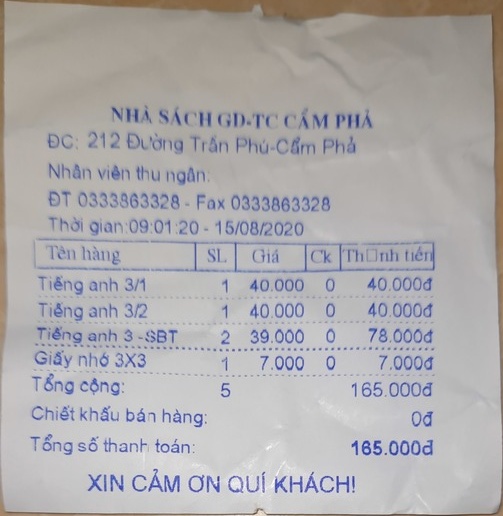 NHÀ SÁCH GD-TC CẨM PHẢ
ĐC: 212 Đường Trần Phú-Cẩm Phả
Nhân viên thu ngân:
ĐT 0333863328 - Fax 0333863328
Thời gian:09:01:20 - 15/08/2020
Tên hàng SL Giá Ck Th□nh tiền
Tiếng anh 3/1 1 40.000 0 40.000đ
Tiếng anh 3/2 1 40.000 0 40.000đ
Tiếng anh 3 -SBT 2 39.000 0 78.000đ
Giấy nhớ 3X3 1 7.000 0 7.000đ
Tổng cộng: 5 165.000đ
Chiết khấu bán hàng: 0đ
Tổng số thanh toán: 165.000đ
XIN CẢM ƠN QUÍ KHÁCH!